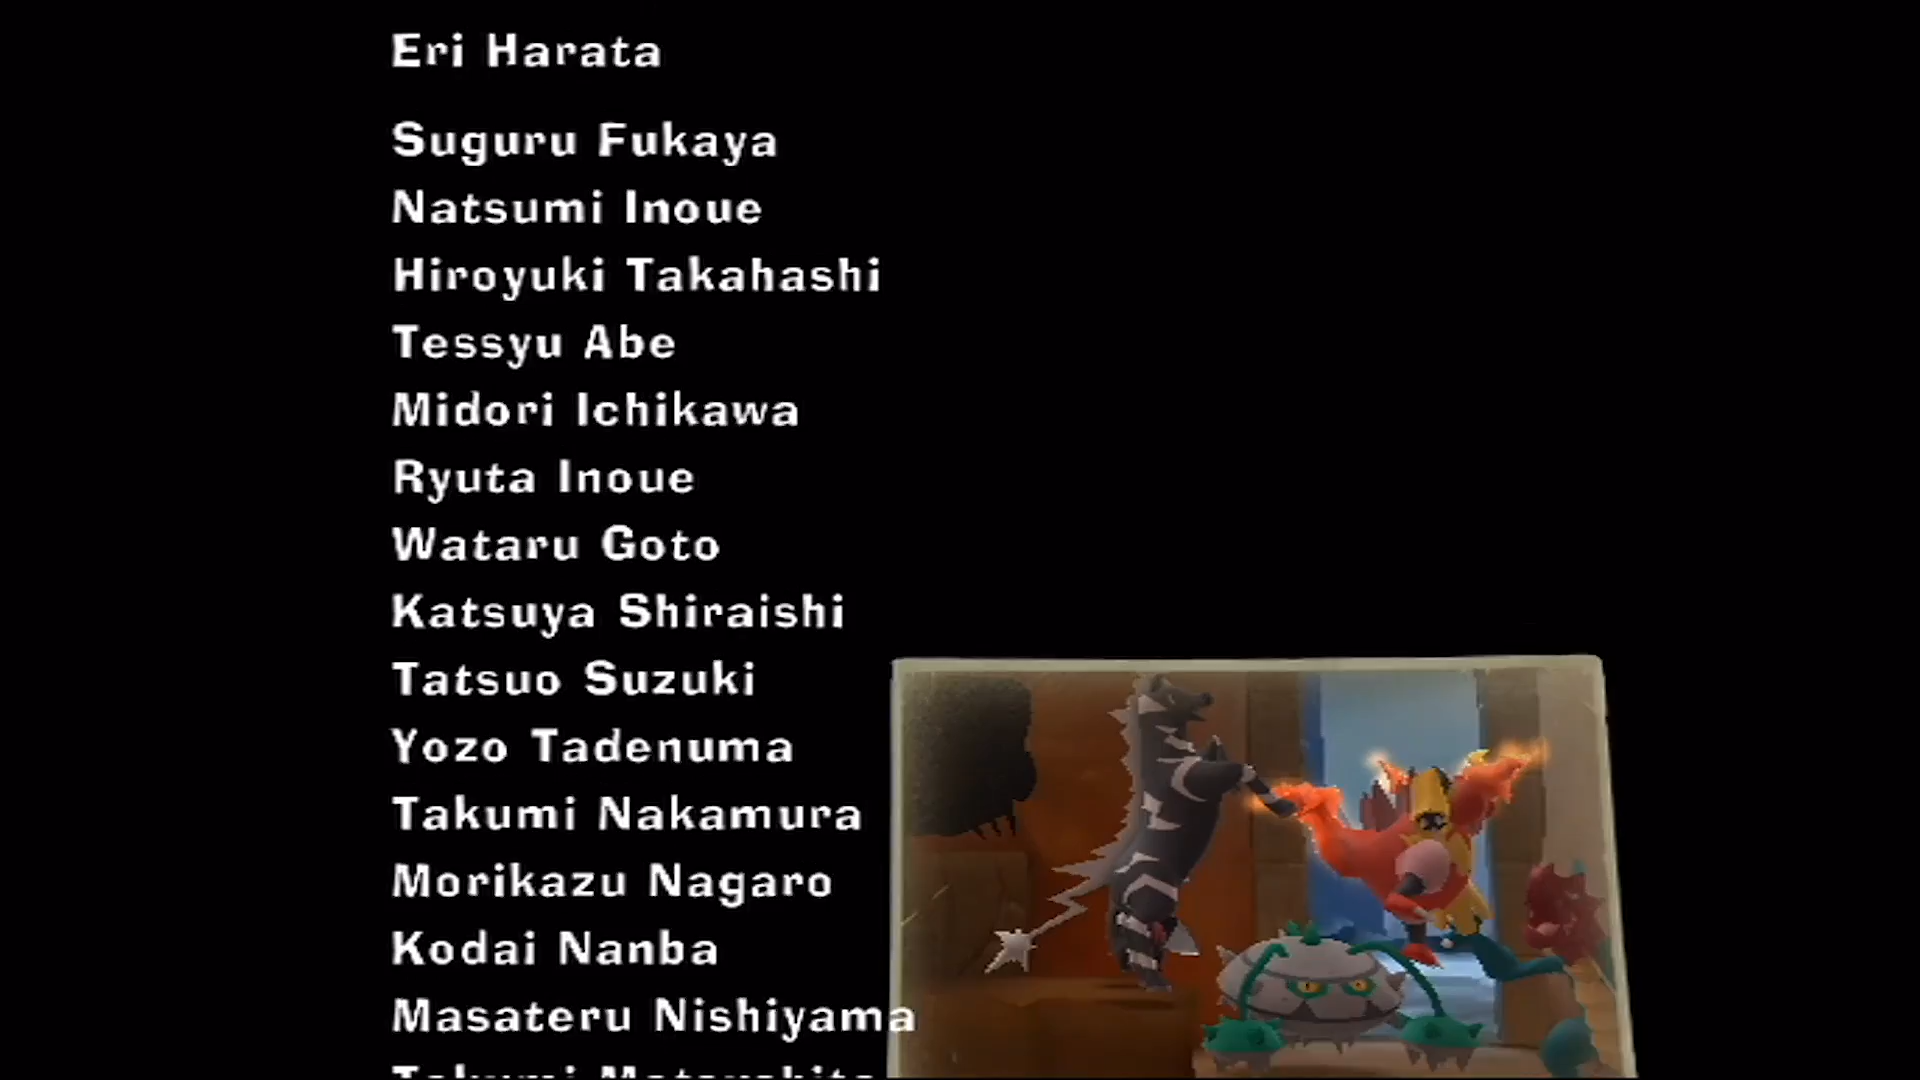 Eri Harata
Suguru Fukaya
Natsumi Inoue
Hiroyuki Takahashi
Tessyu Abe
Midori Ichikawa
Ryuta Inoue
Wataru Goto
Katsuya Shiraishi
Tatsuo Suzuki
Yozo Tadenuma
Takumi Nakamura
Morikazu Nagaro
Kodai Nanba
Masateru Nishiyama